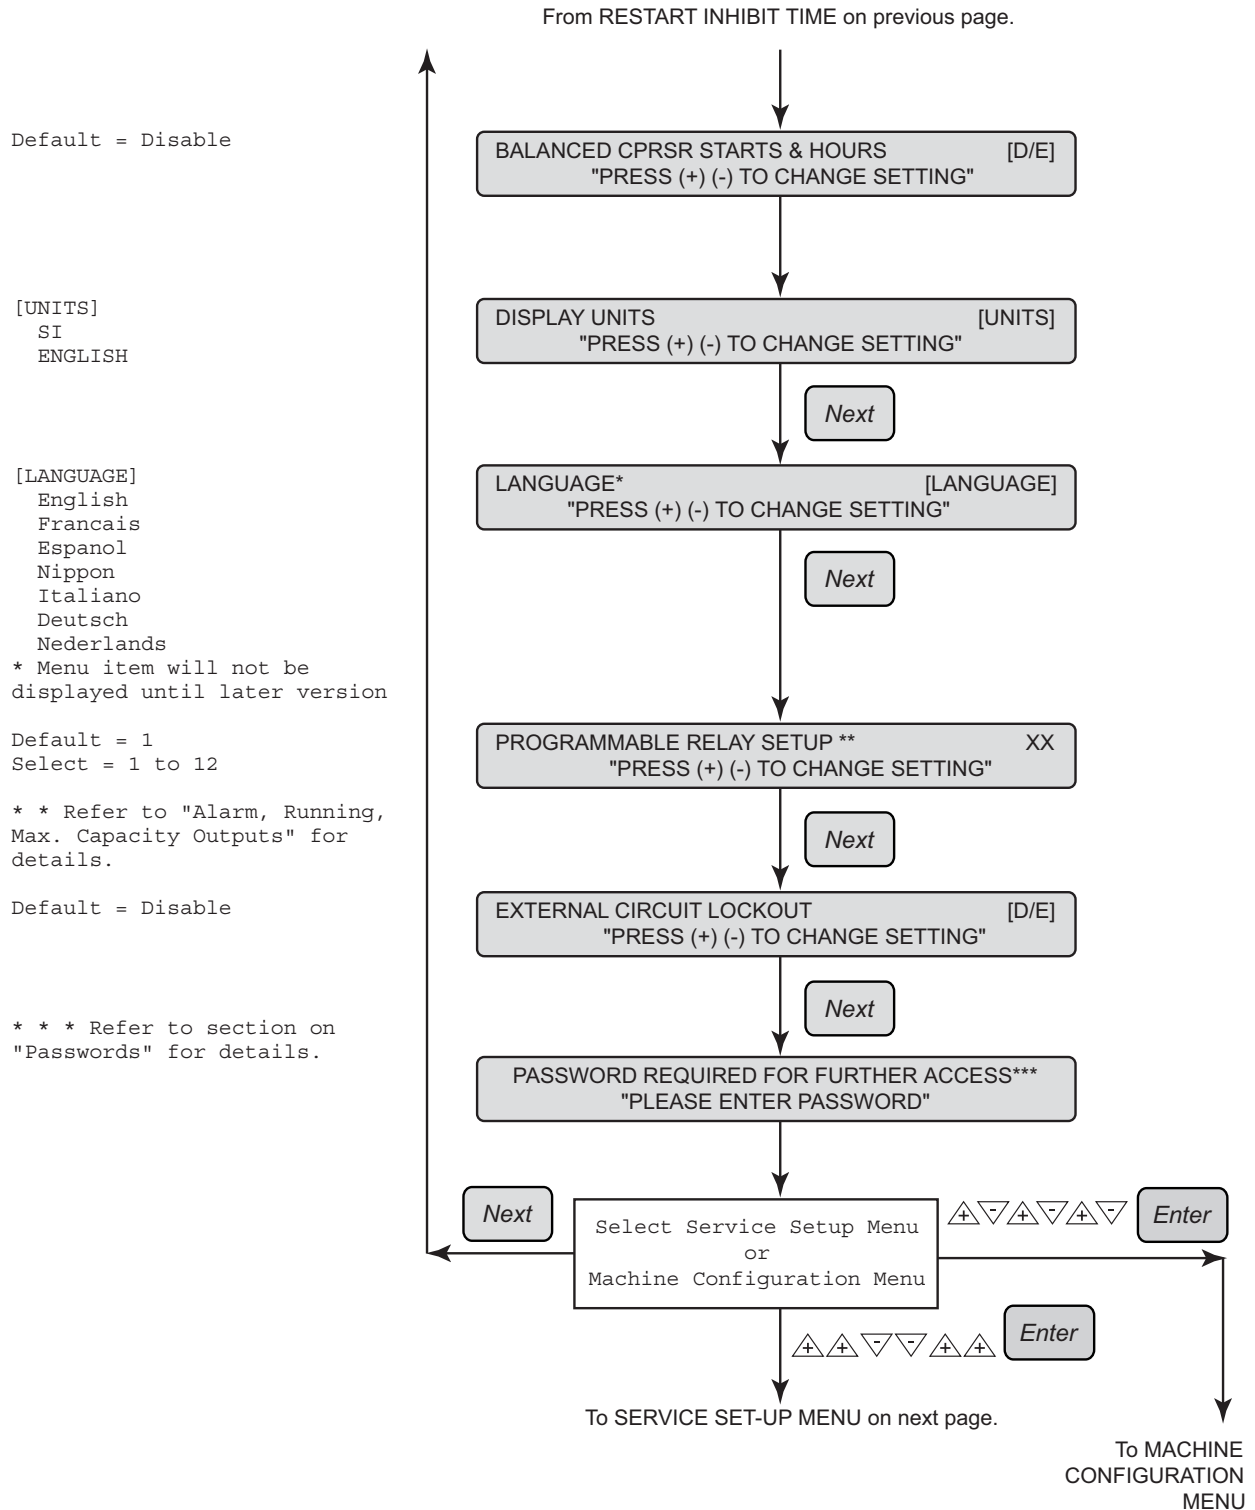 From RESTART INHIBIT TIME on previous page.
Default = Disable
BALANCED CPRSR STARTS & HOURS [D/E]
"PRESS (+) (-) TO CHANGE SETTING"
[UNITS]
SI
ENGLISH
DISPLAY UNITS [UNITS]
"PRESS (+) (-) TO CHANGE SETTING"
Next
[LANGUAGE]
English
Francais
Espanol
Nippon
Italiano
Deutsch
Nederlands
* Menu item will not be
displayed until later version
LANGUAGE* [LANGUAGE]
"PRESS (+) (-) TO CHANGE SETTING"
Next
Default = 1
Select = 1 to 12
* * Refer to "Alarm, Running,
Max. Capacity Outputs" for
details.
PROGRAMMABLE RELAY SETUP ** XX
"PRESS (+) (-) TO CHANGE SETTING"
Next
Default = Disable
EXTERNAL CIRCUIT LOCKOUT [D/E]
"PRESS (+) (-) TO CHANGE SETTING"
Next
* * * Refer to section on
"Passwords" for details.
PASSWORD REQUIRED FOR FURTHER ACCESS***
"PLEASE ENTER PASSWORD"
Next
Select Service Setup Menu
or
Machine Configuration Menu
+ - + - + - Enter
+ + - - + + Enter
To SERVICE SET-UP MENU on next page.
To MACHINE
CONFIGURATION
MENU